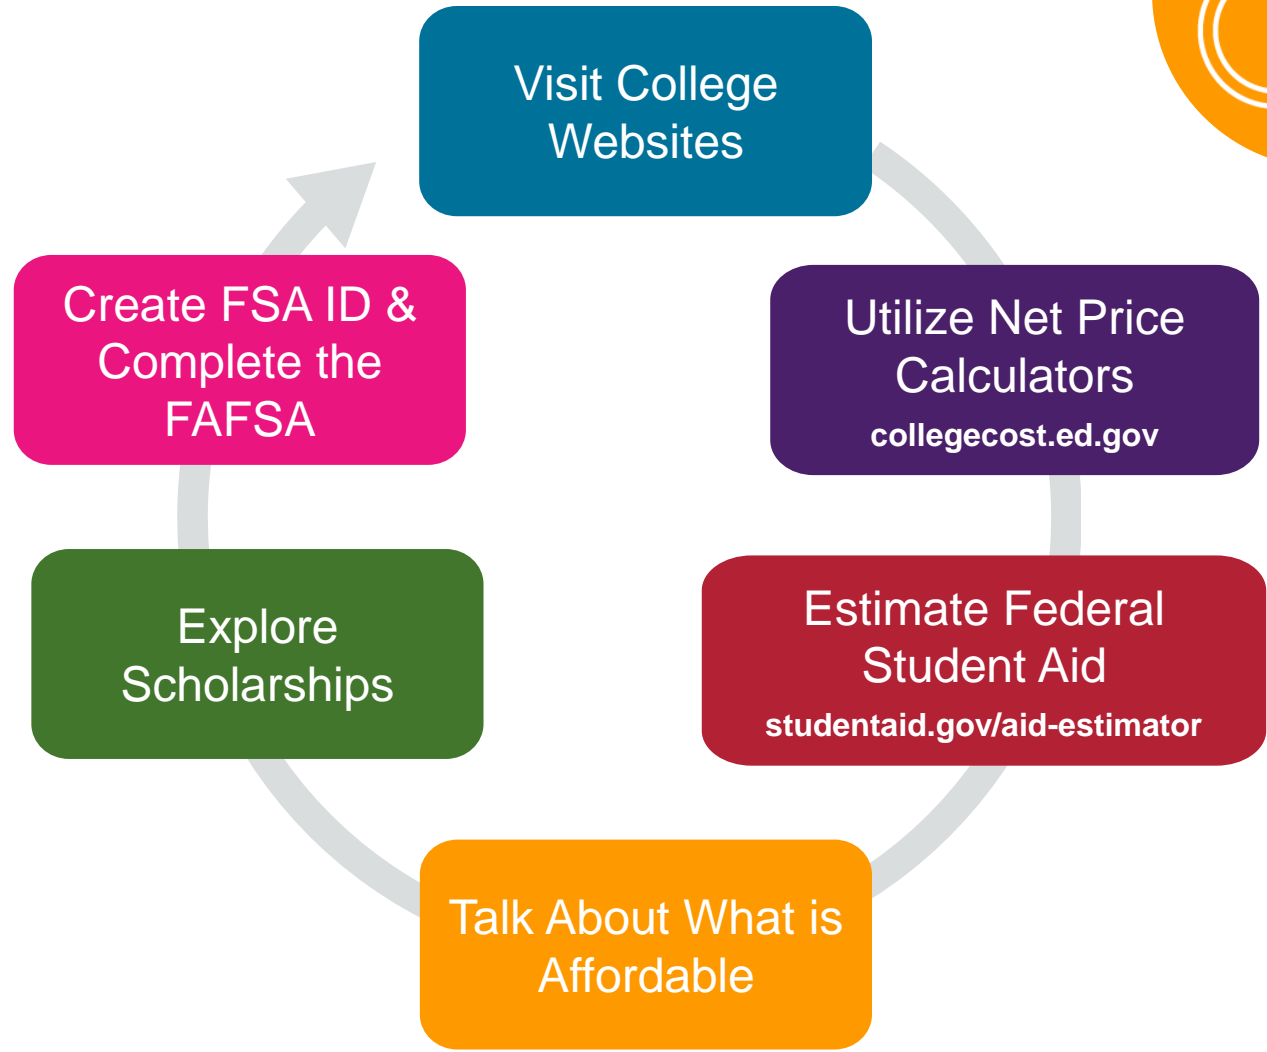 Visit College
Websites
Utilize Net Price
Calculators
collegecost.ed.gov
Estimate Federal
Student Aid
studentaid.gov/aid-estimator
Talk About What is
Affordable
Explore
Scholarships
Create FSA ID &
Complete the
FAFSA